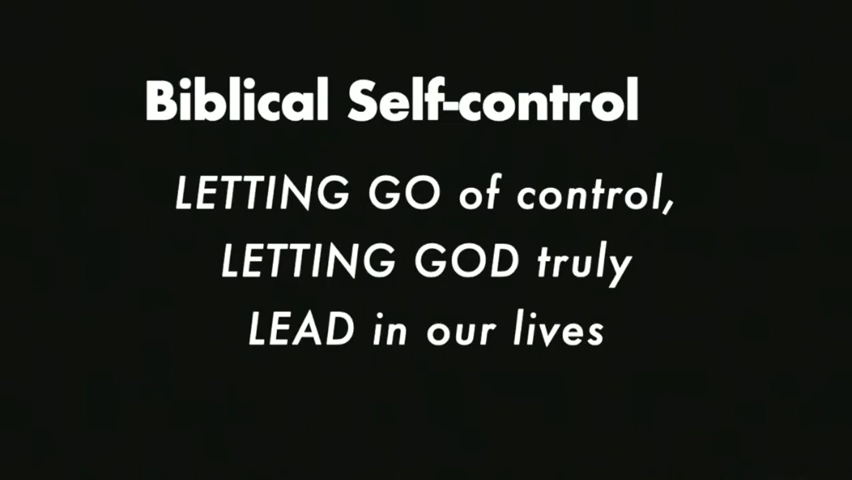 Biblical Self-control
LETTING GO of control,
LETTING GOD truly
LEAD in our lives